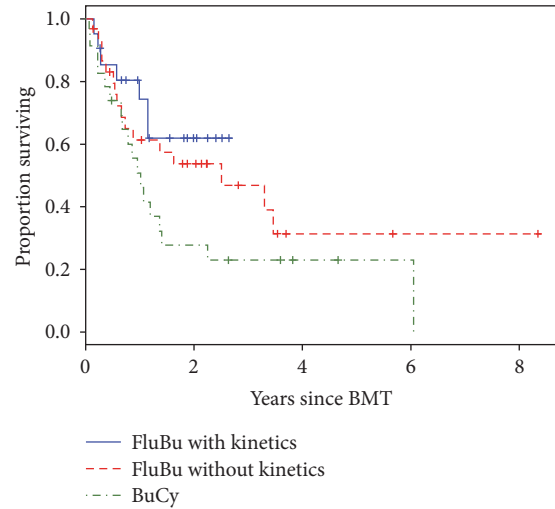 1.0
0.8
0.6
0.4
0.2
0.0
Proportion surviving
0 2 4 6 8
Years since BMT
FluBu with kinetics
FluBu without kinetics
BuCy